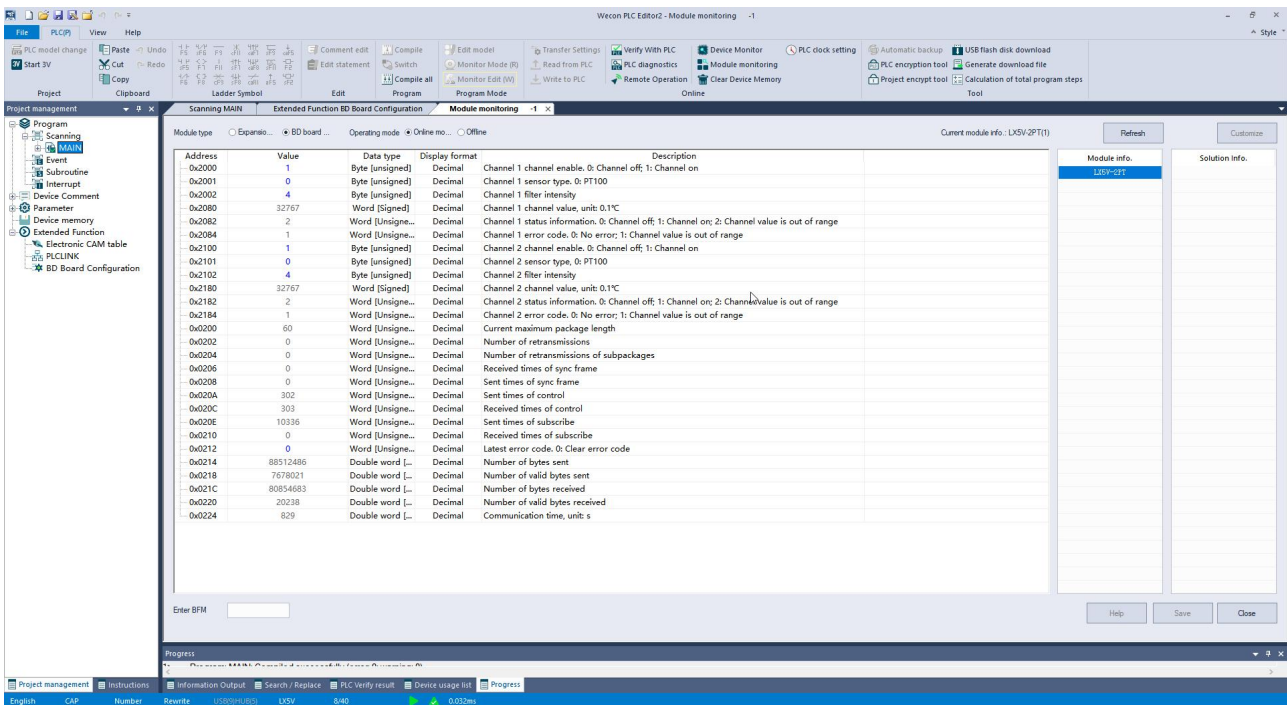 Wecon PLC Editor2 - Module monitoring -1
File PLC(P) View Help
Style
PLC model change Paste Undo Comment edit Compile Edit model Transfer Settings Verify With PLC Device Monitor PLC clock setting Automatic backup USB flash disk download
Start 3V Cut Redo Edit statement Switch Monitor Mode (R) Read from PLC PLC diagnostics Module monitoring PLC encryption tool Generate download file
Copy Compile all Monitor Edit (W) Write to PLC Remote Operation Clear Device Memory Project encrypt tool Calculation of total program steps
Project Clipboard Ladder Symbol Edit Program Program Mode Online Tool
Project management
Program
Scanning
MAIN
Event
Subroutine
Interrupt
Device Comment
Parameter
Device memory
Extended Function
Electronic CAM table
PLCLINK
BD Board Configuration
Scanning MAIN Extended Function BD Board Configuration Module monitoring -1
Module type Expansio... BD board ... Operating mode Online mo... Offline Current module info.: LX5V-2PT(1) Refresh Customize
Address Value Data type Display format Description
0x2000 1 Byte [unsigned] Decimal Channel 1 channel enable. 0: Channel off; 1: Channel on
0x2001 0 Byte [unsigned] Decimal Channel 1 sensor type. 0: PT100
0x2002 4 Byte [unsigned] Decimal Channel 1 filter intensity
0x2080 32767 Word [Signed] Decimal Channel 1 channel value, unit: 0.1℃
0x2082 2 Word [Unsigne... Decimal Channel 1 status information. 0: Channel off; 1: Channel on; 2: Channel value is out of range
0x2084 1 Word [Unsigne... Decimal Channel 1 error code. 0: No error; 1: Channel value is out of range
0x2100 1 Byte [unsigned] Decimal Channel 2 channel enable. 0: Channel off; 1: Channel on
0x2101 0 Byte [unsigned] Decimal Channel 2 sensor type, 0: PT100
0x2102 4 Byte [unsigned] Decimal Channel 2 filter intensity
0x2180 32767 Word [Signed] Decimal Channel 2 channel value, unit: 0.1℃
0x2182 2 Word [Unsigne... Decimal Channel 2 status information. 0: Channel off; 1: Channel on; 2: Channel value is out of range
0x2184 1 Word [Unsigne... Decimal Channel 2 error code. 0: No error; 1: Channel value is out of range
0x0200 60 Word [Unsigne... Decimal Current maximum package length
0x0202 0 Word [Unsigne... Decimal Number of retransmissions
0x0204 0 Word [Unsigne... Decimal Number of retransmissions of subpackages
0x0206 0 Word [Unsigne... Decimal Received times of sync frame
0x0208 0 Word [Unsigne... Decimal Sent times of sync frame
0x020A 302 Word [Unsigne... Decimal Sent times of control
0x020C 303 Word [Unsigne... Decimal Received times of control
0x020E 10336 Word [Unsigne... Decimal Sent times of subscribe
0x0210 0 Word [Unsigne... Decimal Received times of subscribe
0x0212 0 Word [Unsigne... Decimal Latest error code. 0: Clear error code
0x0214 88512486 Double word [... Decimal Number of bytes sent
0x0218 7678021 Double word [... Decimal Number of valid bytes sent
0x021C 80854683 Double word [... Decimal Number of bytes received
0x0220 20238 Double word [... Decimal Number of valid bytes received
0x0224 829 Double word [... Decimal Communication time, unit: s
Module info.
LX5V-2PT
Solution Info.
Enter BFM
Help Save Close
Progress
Project management Instructions Information Output Search / Replace PLC Verify result Device usage list Progress
English CAP Number Rewrite USB(9)HUB(5) LX5V 8/40 0.032ms